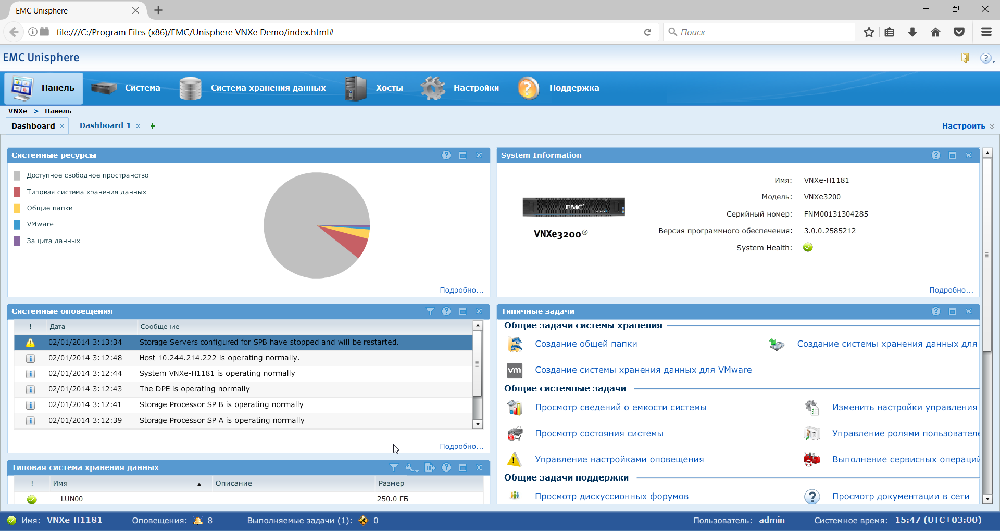 EMC Unisphere
file:///C:/Program Files (x86)/EMC/Unisphere VNXe Demo/index.html#
Поиск
EMC Unisphere
Панель
Система
Система хранения данных
Хосты
Настройки
Поддержка
VNXe > Панель
Dashboard
Dashboard 1
Настроить
Системные ресурсы
Доступное свободное пространство
Типовая система хранения данных
Общие папки
VMware
Защита данных
Подробно...
System Information
EMC
VNXe3200®
Имя: VNXe-H1181
Модель: VNXe3200
Серийный номер: FNM00131304285
Версия программного обеспечения: 3.0.0.2585212
System Health:
Подробно...
Системные оповещения
! Дата Сообщение
02/01/2014 3:13:34 Storage Servers configured for SPB have stopped and will be restarted.
02/01/2014 3:12:48 Host 10.244.214.222 is operating normally.
02/01/2014 3:12:44 System VNXe-H1181 is operating normally
02/01/2014 3:12:43 The DPE is operating normally
02/01/2014 3:12:41 Storage Processor SP B is operating normally
02/01/2014 3:12:39 Storage Processor SP A is operating normally
Подробно...
Типичные задачи
Общие задачи системы хранения
Создание общей папки
Создание системы хранения данных для
vm
Создание системы хранения данных для VMware
Общие системные задачи
Просмотр сведений о емкости системы
Изменить настройки управления
Просмотр состояния системы
Управление ролями пользователе
Управление настройками оповещения
Выполнение сервисных операций
Общие задачи поддержки
Просмотр дискуссионных форумов
Просмотр документации в сети
Типовая система хранения данных
! Имя Описание Размер
LUN00 250.0 ГБ
Имя: VNXe-H1181
Оповещения: 8
Выполняемые задачи (1): 0
Пользователь: admin
Системное время: 15:47 (UTC+03:00)